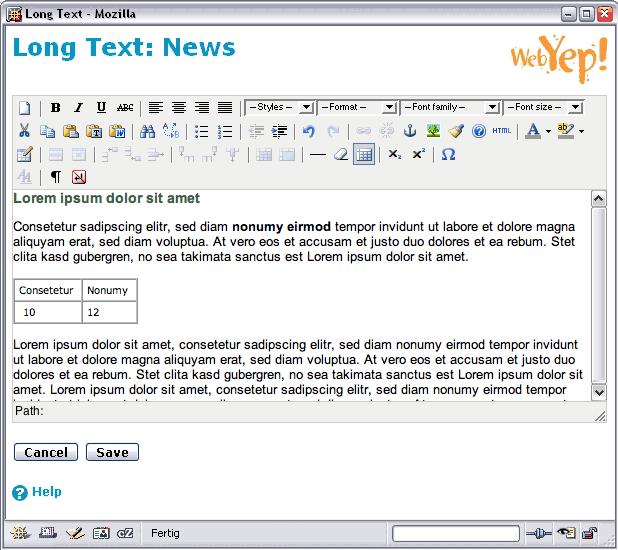 Long Text - Mozilla
Long Text: News
WebYep!
B I U ABC -- Styles -- -- Format -- -- Font family -- -- Font size --
HTML A ab
x₂ x² Ω
¶
Lorem ipsum dolor sit amet
Consetetur sadipscing elitr, sed diam nonumy eirmod tempor invidunt ut labore et dolore magna
aliquyam erat, sed diam voluptua. At vero eos et accusam et justo duo dolores et ea rebum. Stet
clita kasd gubergren, no sea takimata sanctus est Lorem ipsum dolor sit amet.
Consetetur Nonumy
10 12
Lorem ipsum dolor sit amet, consetetur sadipscing elitr, sed diam nonumy eirmod tempor invidunt
ut labore et dolore magna aliquyam erat, sed diam voluptua. At vero eos et accusam et justo duo
dolores et ea rebum. Stet clita kasd gubergren, no sea takimata sanctus est Lorem ipsum dolor sit
amet. Lorem ipsum dolor sit amet, consetetur sadipscing elitr, sed diam nonumy eirmod tempor
Path:
Cancel Save
? Help
Fertig